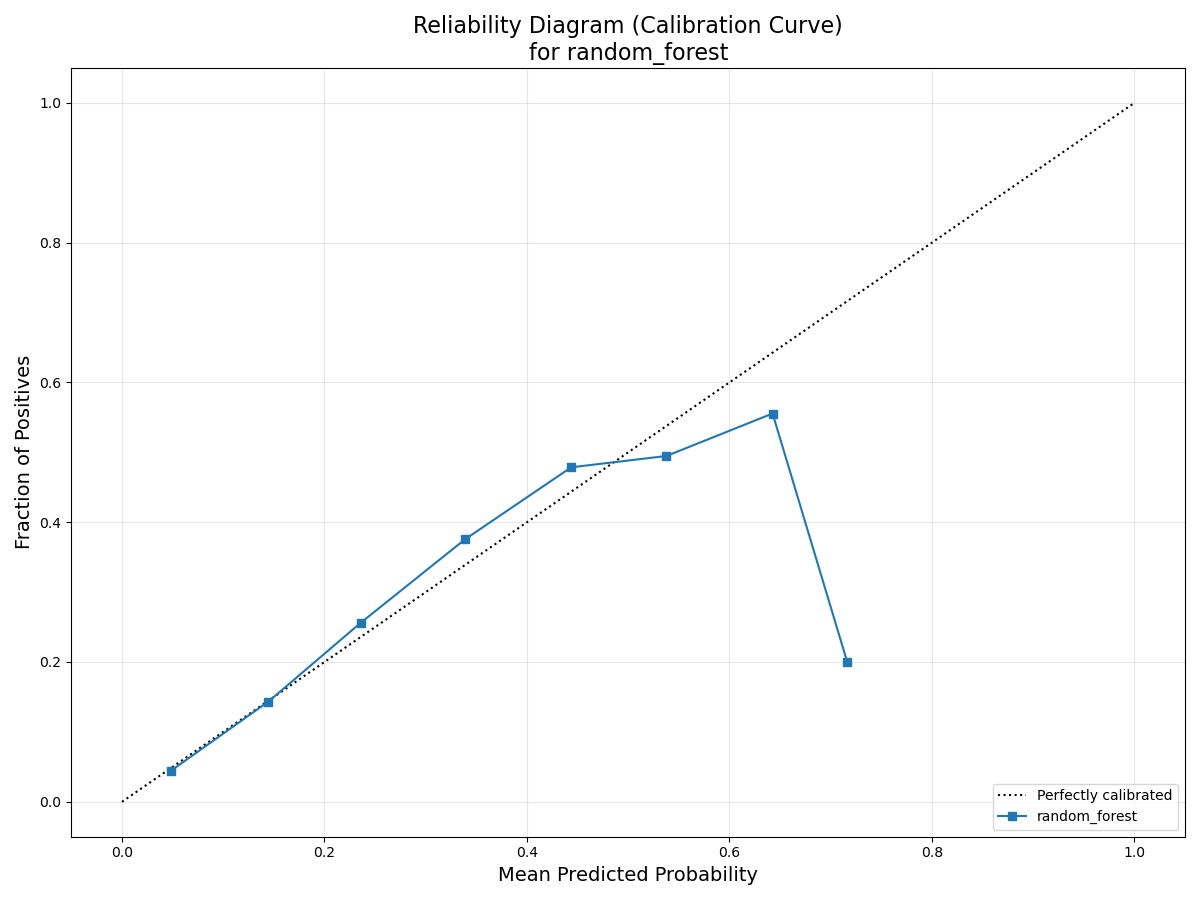 Reliability Diagram (Calibration Curve)
for random_forest
Fraction of Positives
1.0
0.8
0.6
0.4
0.2
0.0
0.0 0.2 0.4 0.6 0.8 1.0
Mean Predicted Probability
Perfectly calibrated
random_forest